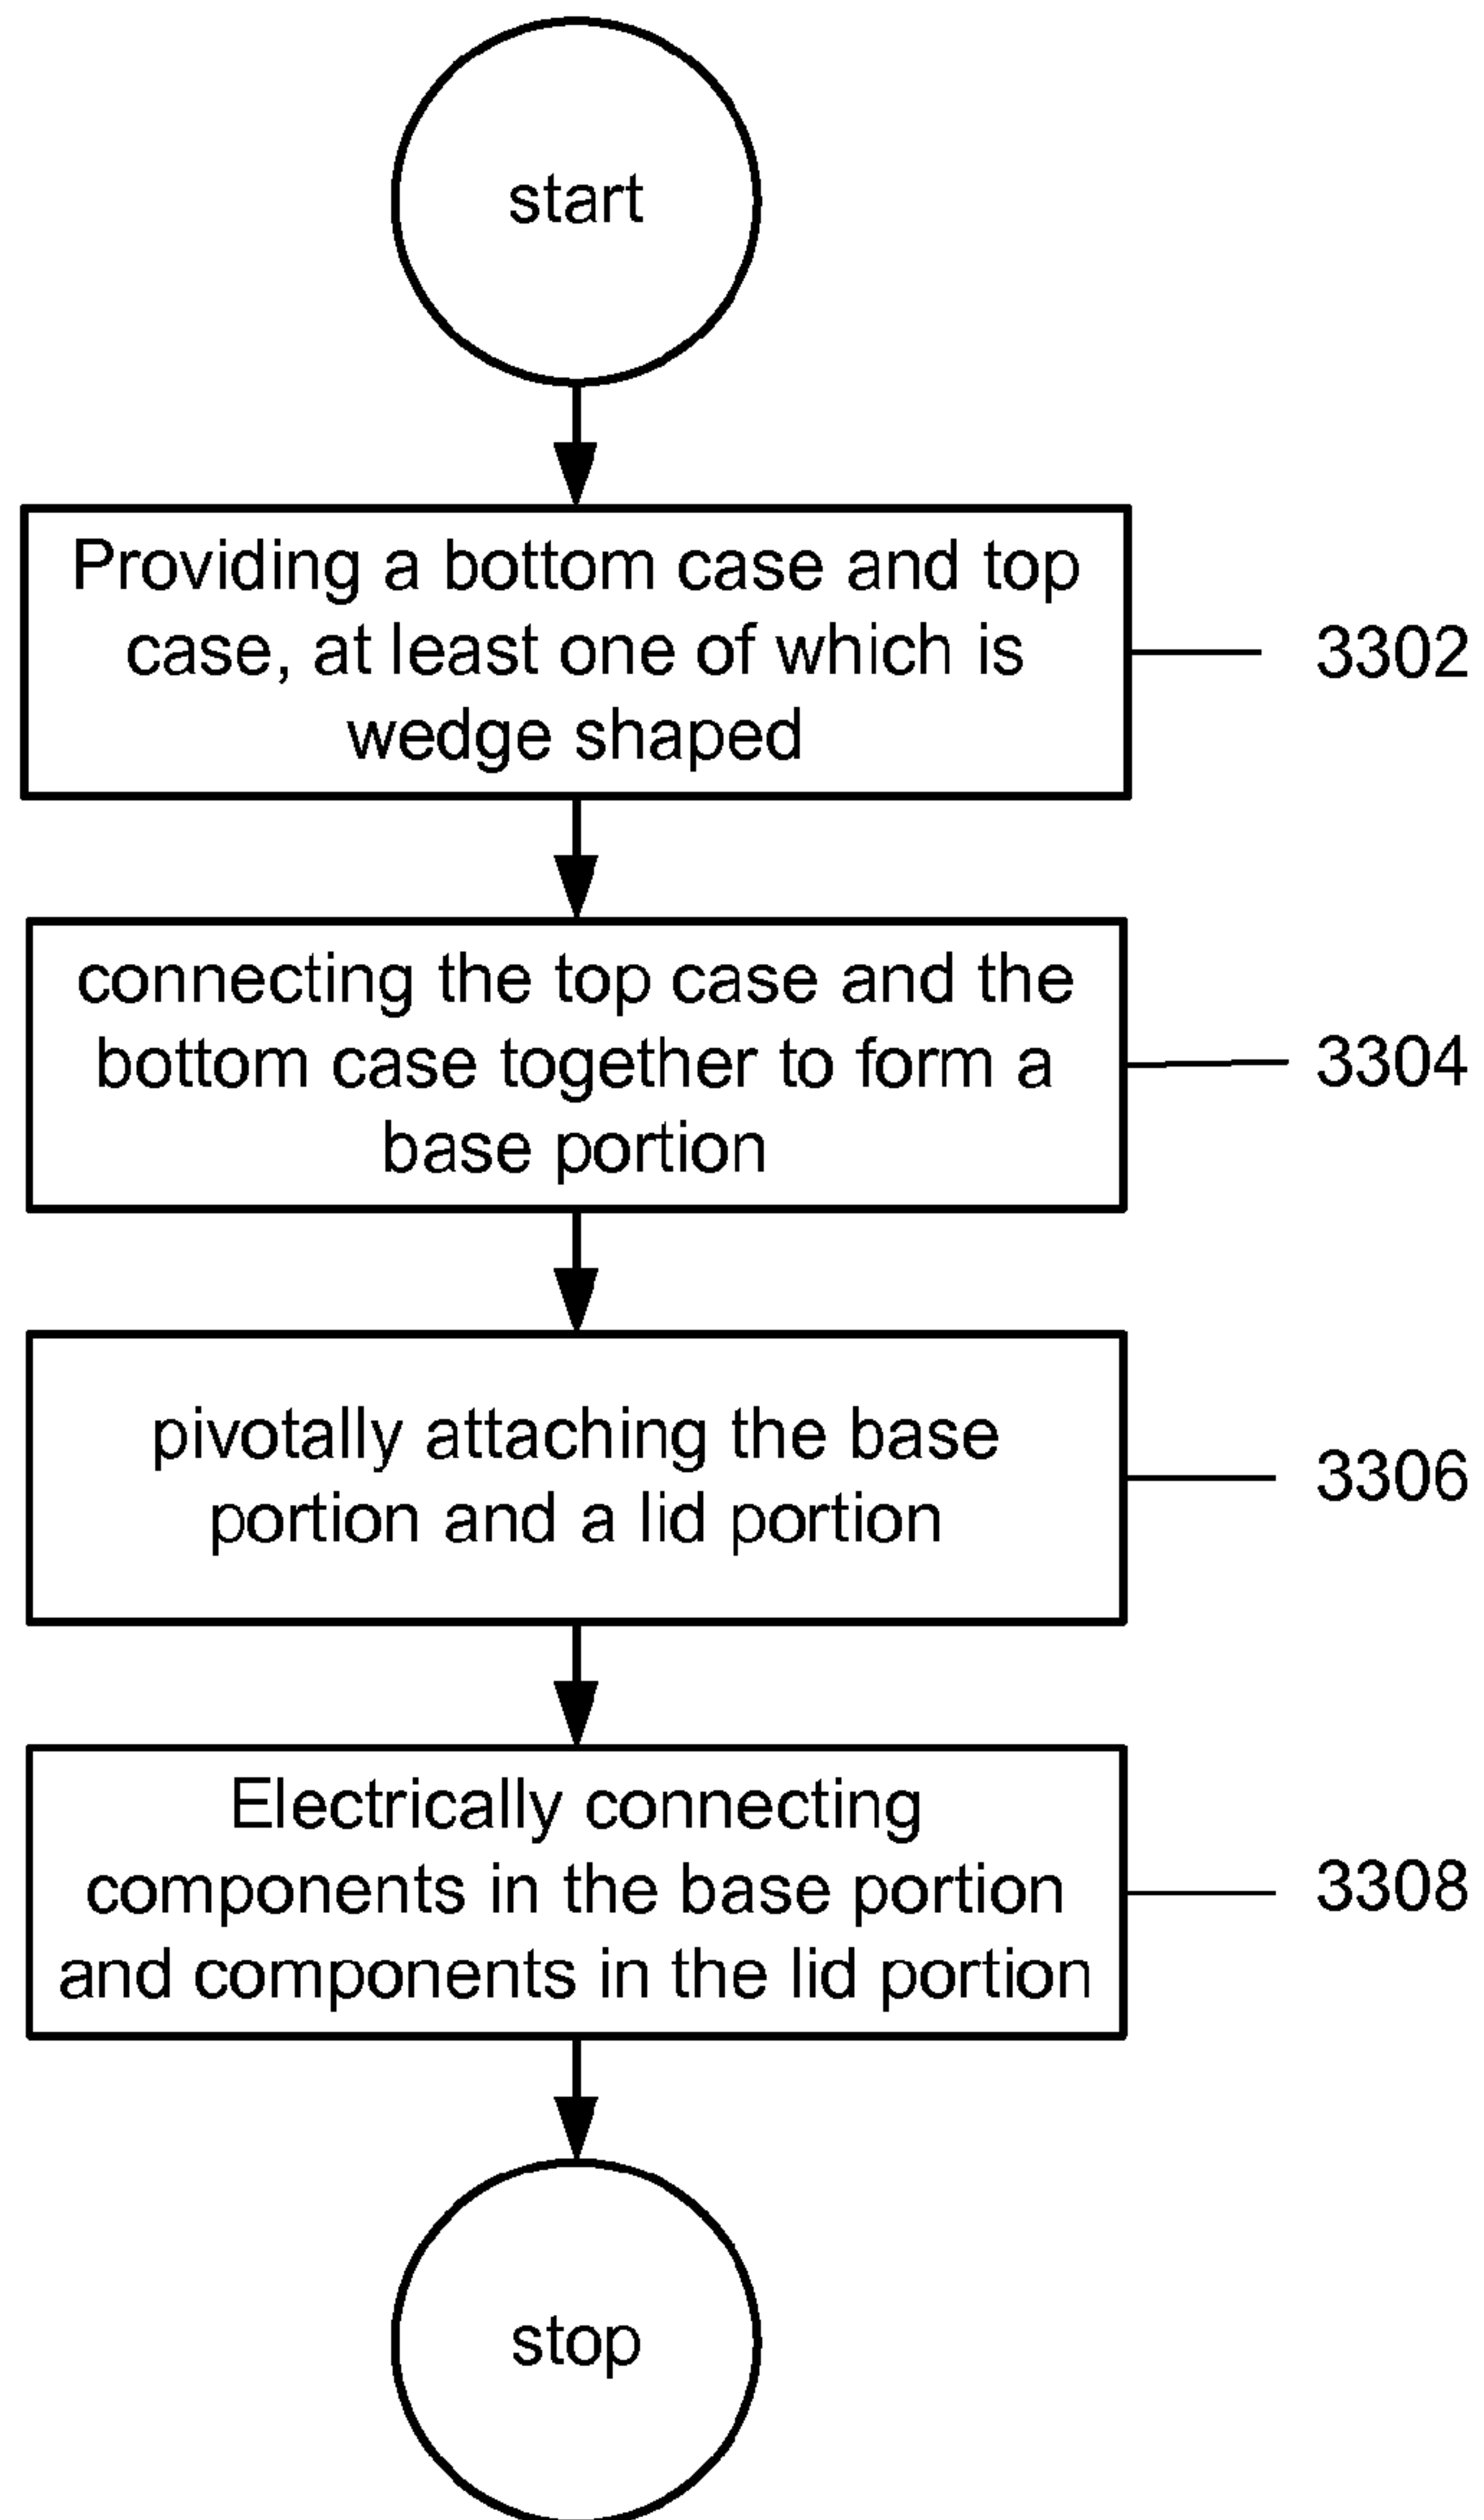 start
Providing a bottom case and top
case, at least one of which is
wedge shaped
3302
connecting the top case and the
bottom case together to form a
base portion
3304
pivotally attaching the base
portion and a lid portion
3306
Electrically connecting
components in the base portion
and components in the lid portion
3308
stop